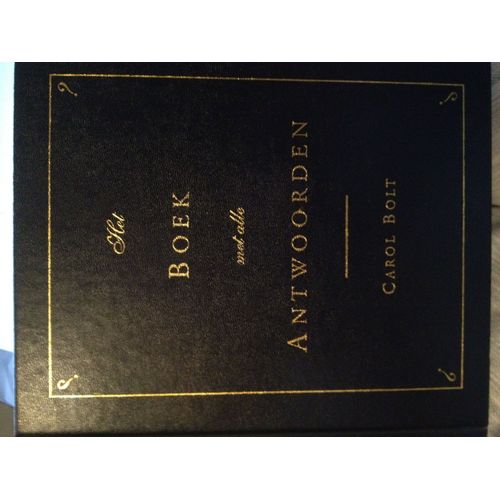 ?
?
Het
BOEK
met alle
ANTWOORDEN
CAROL BOLT
?
?